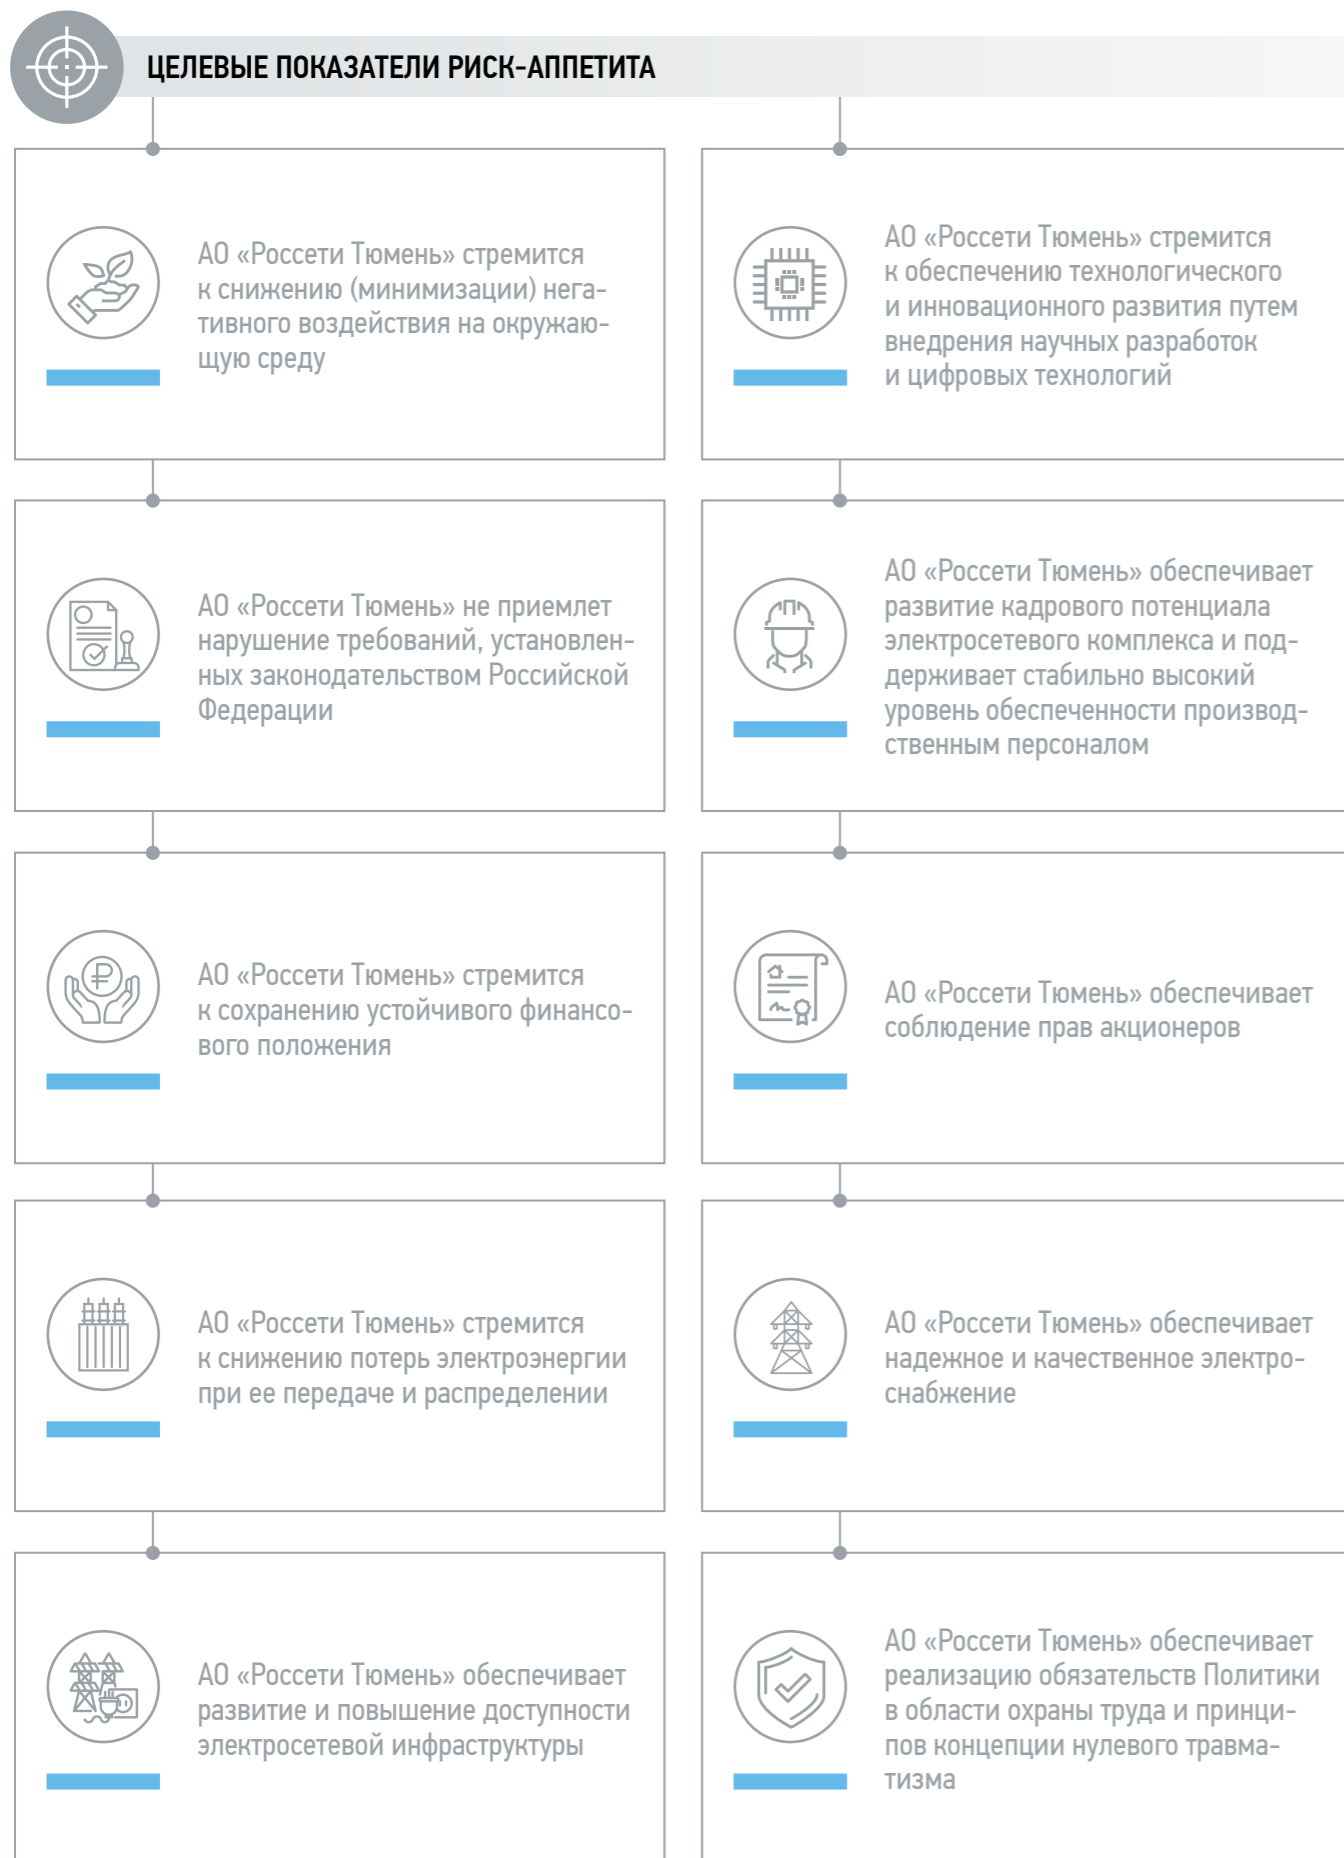 ЦЕЛЕВЫЕ ПОКАЗАТЕЛИ РИСК-АППЕТИТА
АО «Россети Тюмень» стремится
к снижению (минимизации) нега-
тивного воздействия на окружаю-
щую среду
АО «Россети Тюмень» стремится
к обеспечению технологического
и инновационного развития путем
внедрения научных разработок
и цифровых технологий
АО «Россети Тюмень» не приемлет
нарушение требований, установлен-
ных законодательством Российской
Федерации
АО «Россети Тюмень» обеспечивает
развитие кадрового потенциала
электросетевого комплекса и под-
держивает стабильно высокий
уровень обеспеченности производ-
ственным персоналом
АО «Россети Тюмень» стремится
к сохранению устойчивого финансо-
вого положения
АО «Россети Тюмень» обеспечивает
соблюдение прав акционеров
АО «Россети Тюмень» стремится
к снижению потерь электроэнергии
при ее передаче и распределении
АО «Россети Тюмень» обеспечивает
надежное и качественное электро-
снабжение
АО «Россети Тюмень» обеспечивает
развитие и повышение доступности
электросетевой инфраструктуры
АО «Россети Тюмень» обеспечивает
реализацию обязательств Политики
в области охраны труда и принци-
пов концепции нулевого травма-
тизма